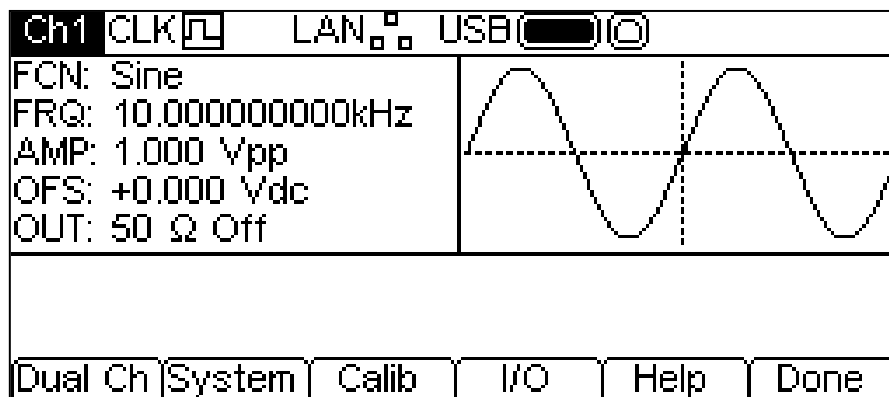 Ch1 CLK LAN USB
FCN: Sine
FRQ: 10.000000000kHz
AMP: 1.000 Vpp
OFS: +0.000 Vdc
OUT: 50 Ω Off
Dual Ch System Calib I/O Help Done